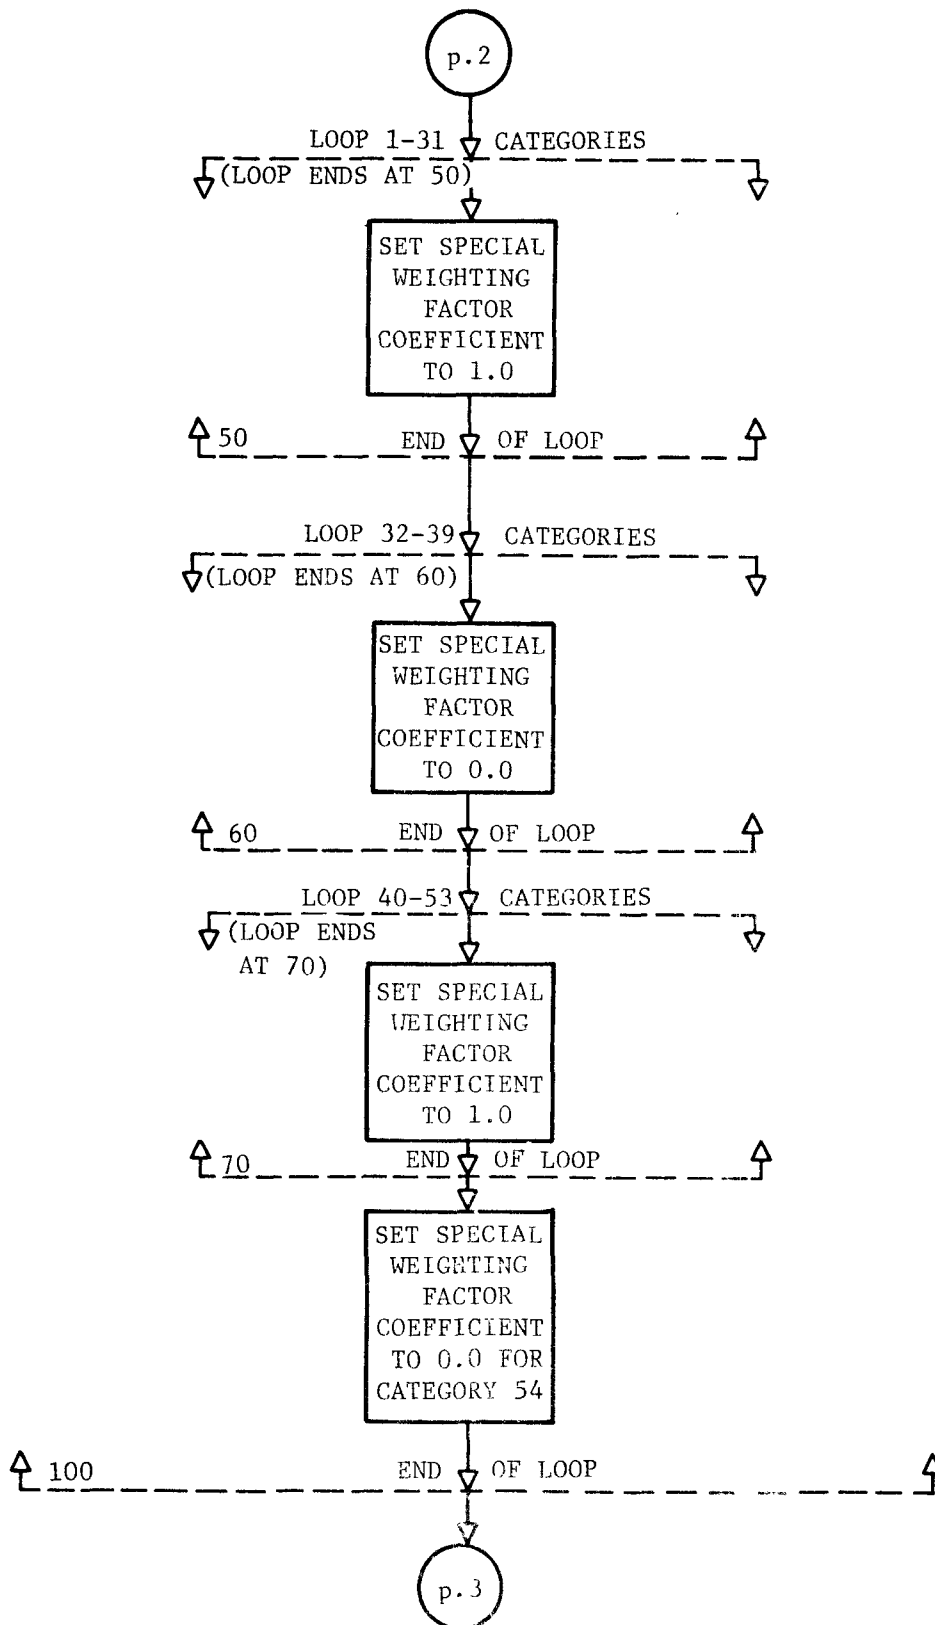 p.2
LOOP 1-31 CATEGORIES
(LOOP ENDS AT 50)
SET SPECIAL
WEIGHTING
FACTOR
COEFFICIENT
TO 1.0
50 END OF LOOP
LOOP 32-39 CATEGORIES
(LOOP ENDS AT 60)
SET SPECIAL
WEIGHTING
FACTOR
COEFFICIENT
TO 0.0
60 END OF LOOP
LOOP 40-53 CATEGORIES
(LOOP ENDS
AT 70)
SET SPECIAL
WEIGHTING
FACTOR
COEFFICIENT
TO 1.0
70 END OF LOOP
SET SPECIAL
WEIGHTING
FACTOR
COEFFICIENT
TO 0.0 FOR
CATEGORY 54
100 END OF LOOP
p.3